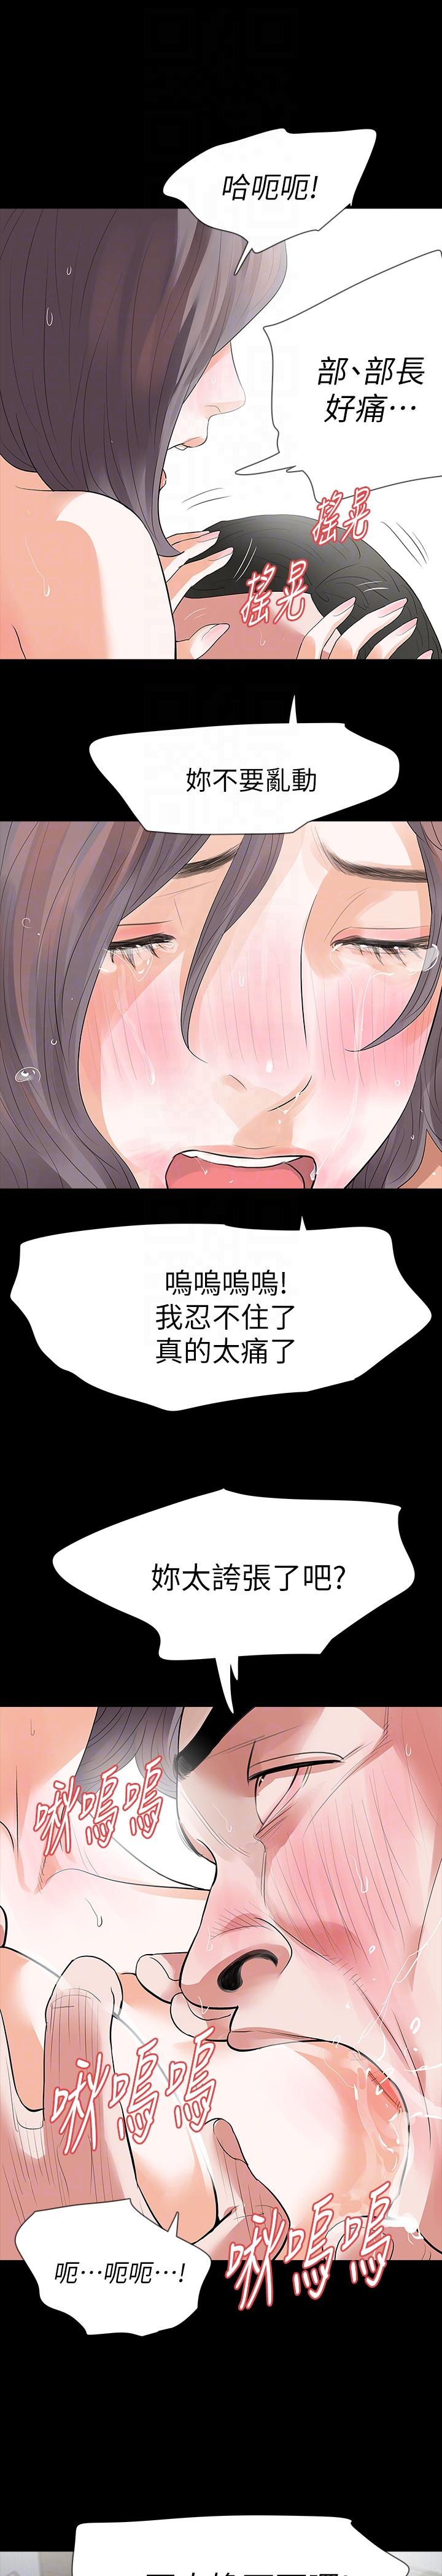 哈呃呃!
部、部長
好痛…
搖晃
搖晃
妳不要亂動
嗚嗚嗚嗚!
我忍不住了
真的太痛了
妳太誇張了吧?
啾嗚嗚
啾嗚嗚
啾嗚嗚
呃…呃呃…!